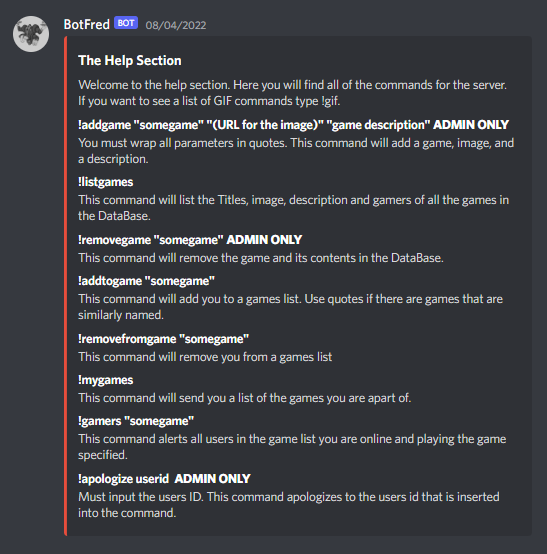 BotFred BOT 08/04/2022
The Help Section
Welcome to the help section. Here you will find all of the commands for the server.
If you want to see a list of GIF commands type !gif.
!addgame "somegame" "(URL for the image)" "game description" ADMIN ONLY
You must wrap all parameters in quotes. This command will add a game, image, and
a description.
!listgames
This command will list the Titles, image, description and gamers of all the games in
the DataBase.
!removegame "somegame" ADMIN ONLY
This command will remove the game and its contents in the DataBase.
!addtogame "somegame"
This command will add you to a games list. Use quotes if there are games that are
similarly named.
!removefromgame "somegame"
This command will remove you from a games list
!mygames
This command will send you a list of the games you are apart of.
!gamers "somegame"
This command alerts all users in the game list you are online and playing the game
specified.
!apologize userid ADMIN ONLY
Must input the users ID. This command apologizes to the users id that is inserted
into the command.